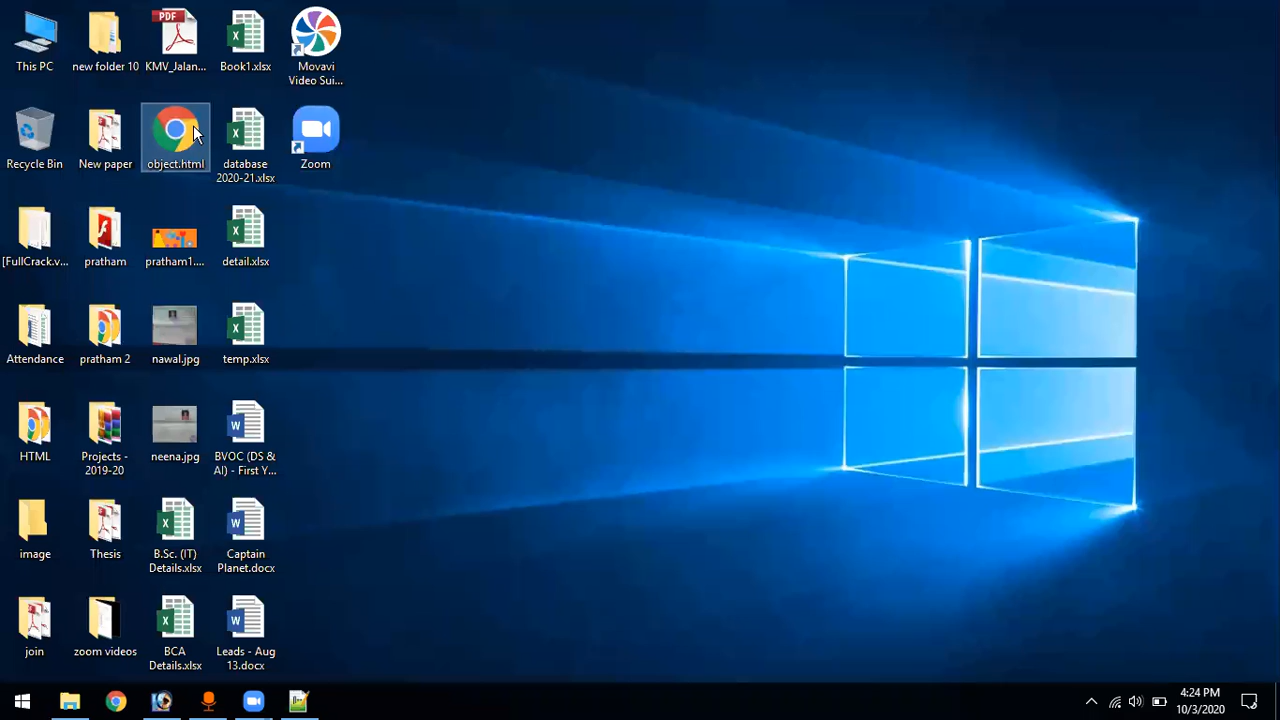 This PC
new folder 10
PDF
KMV_Jalan...
Book1.xlsx
Movavi
Video Sui...
Recycle Bin
New paper
object.html
database
2020-21.xlsx
Zoom
[FullCrack.v...
pratham
pratham1....
detail.xlsx
Attendance
pratham 2
nawal.jpg
temp.xlsx
HTML
Projects -
2019-20
neena.jpg
BVOC (DS &
AI) - First Y...
image
Thesis
B.Sc. (IT)
Details.xlsx
Captain
Planet.docx
join
zoom videos
BCA
Details.xlsx
Leads - Aug
13.docx
4:24 PM
10/3/2020